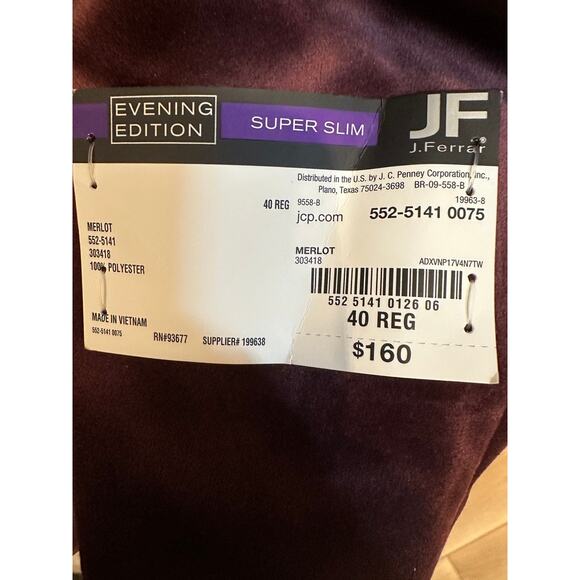 EVENING
EDITION
SUPER SLIM
JF
J.Ferrar®
Distributed in the U.S. by J. C. Penney Corporation, Inc.,
Plano, Texas 75024-3698 BR-09-558-B
40 REG 9558-B 19963-8
jcp.com 552-5141 0075
MERLOT
552-5141
303418
100% POLYESTER
MERLOT
303418 ADXVNP17V4N7TW
552 5141 0126 06
40 REG
$160
MADE IN VIETNAM
552-5141 0075 RN#93677 SUPPLIER# 199638